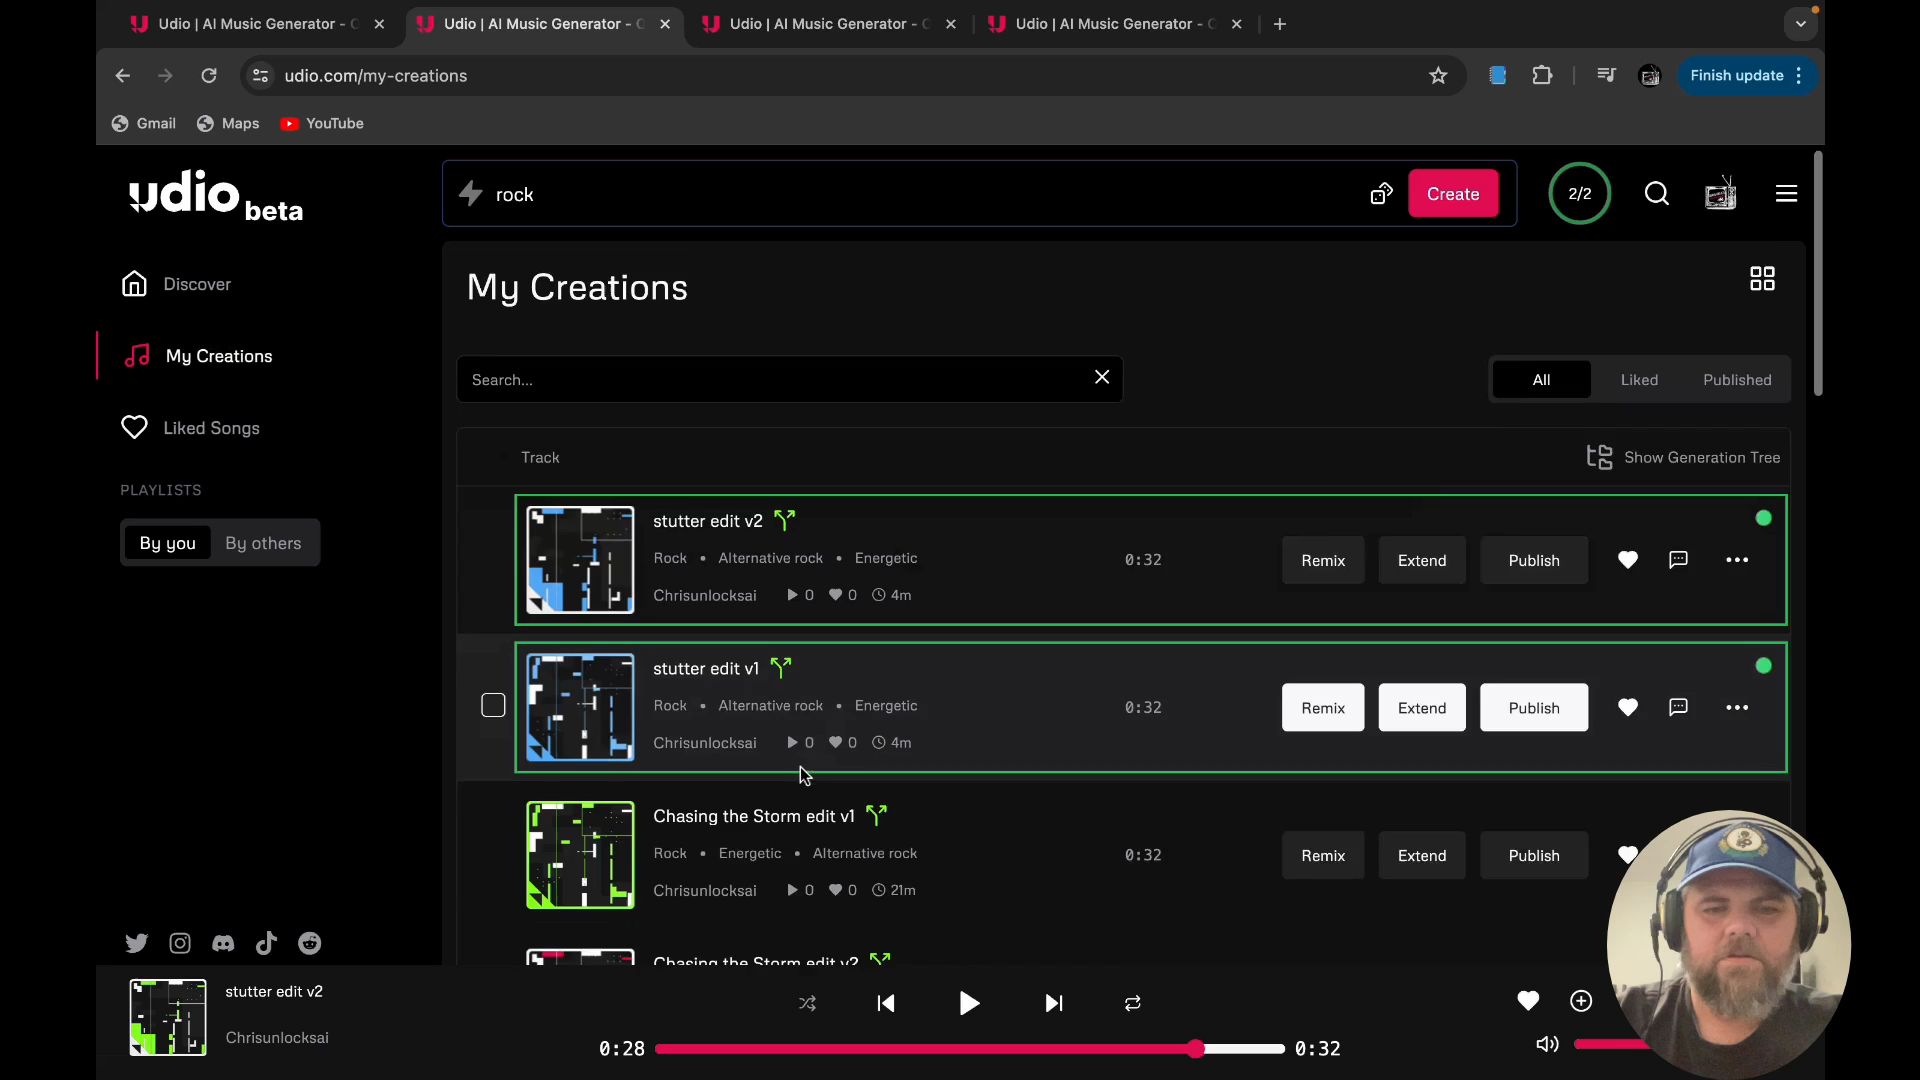 Udio | AI Music Generator - C
Udio | AI Music Generator - C
Udio | AI Music Generator - C
Udio | AI Music Generator - C
udio.com/my-creations
Finish update
Gmail
Maps
YouTube
udio beta
rock
Create
2/2
Discover
My Creations
Liked Songs
PLAYLISTS
By you
By others
My Creations
Search...
All
Liked
Published
Track
Show Generation Tree
stutter edit v2
Rock • Alternative rock • Energetic
Chrisunlocksai 0 0 4m
0:32
Remix
Extend
Publish
stutter edit v1
Rock • Alternative rock • Energetic
Chrisunlocksai 0 0 4m
0:32
Remix
Extend
Publish
Chasing the Storm edit v1
Rock • Energetic • Alternative rock
Chrisunlocksai 0 0 21m
0:32
Remix
Extend
Publish
Chasing the Storm edit v2
stutter edit v2
Chrisunlocksai
0:28
0:32